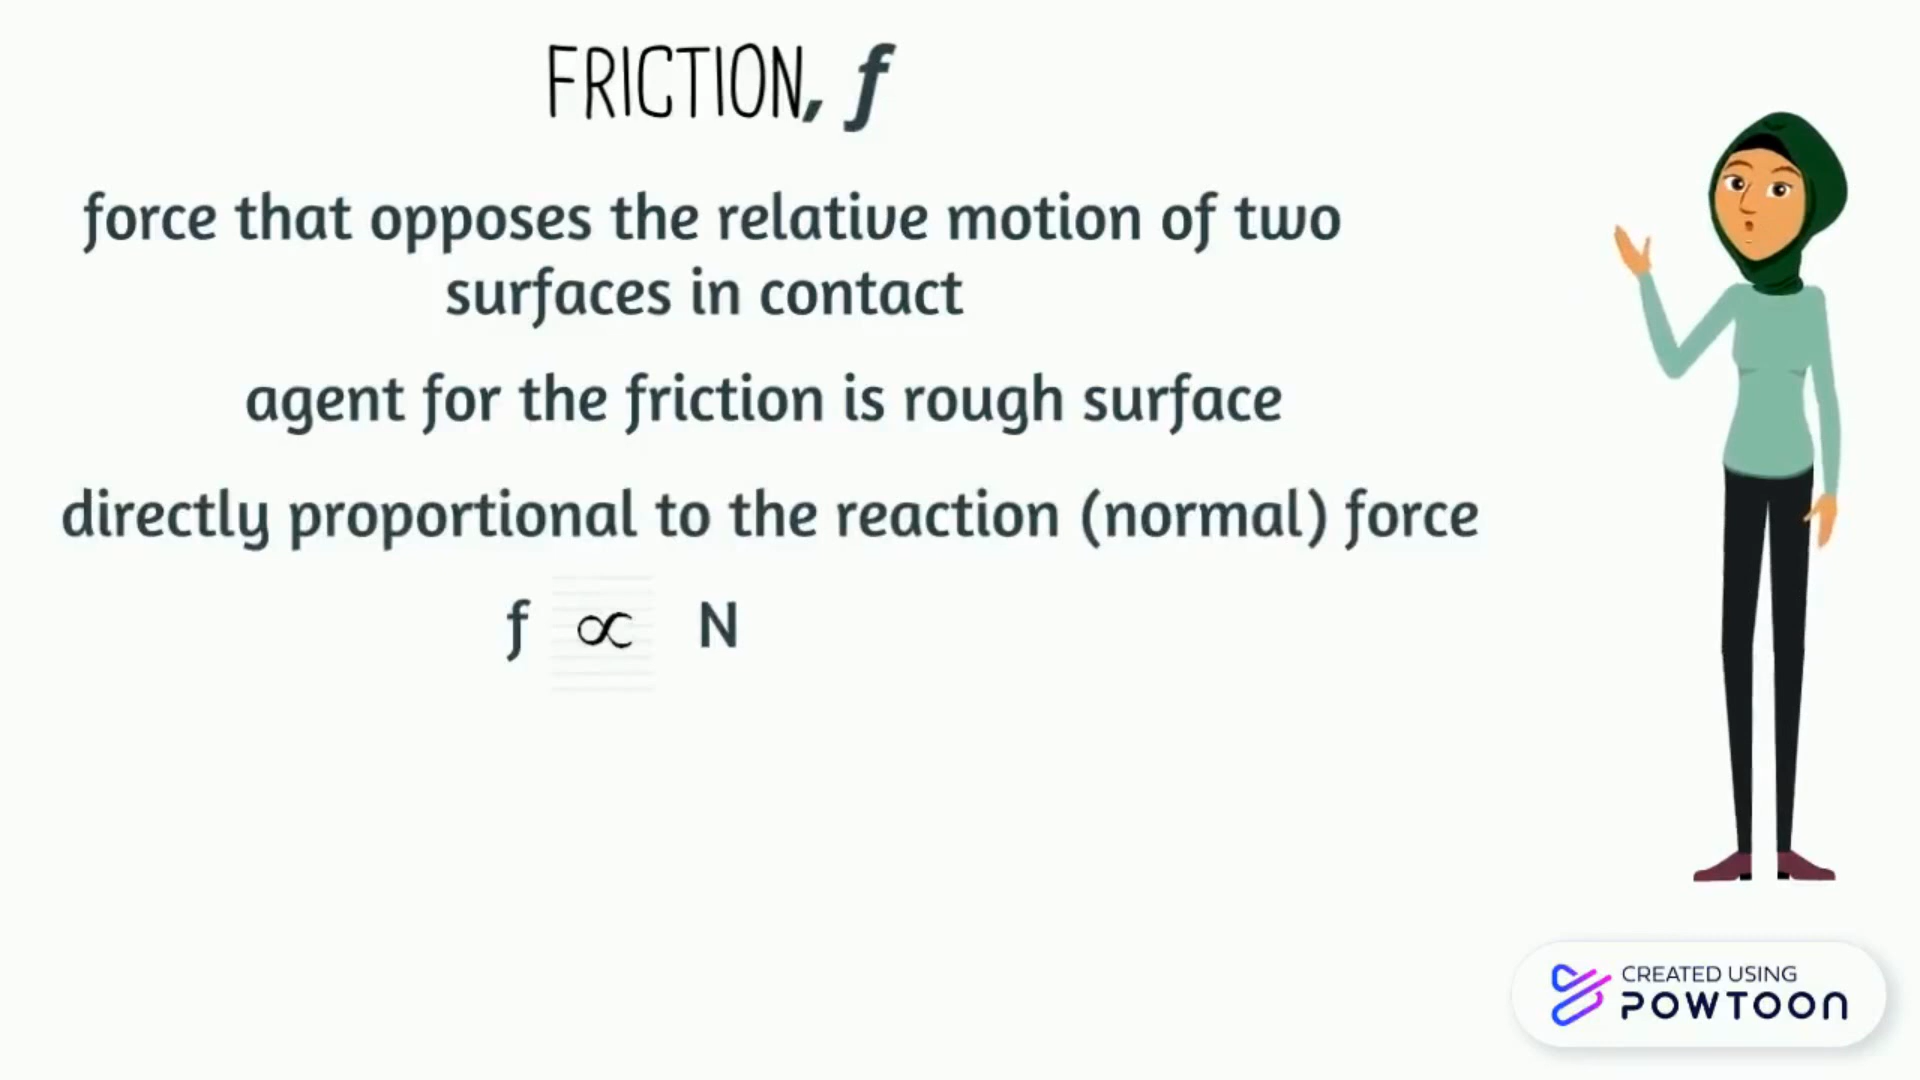 FRICTION, f
force that opposes the relative motion of two
surfaces in contact
agent for the friction is rough surface
directly proportional to the reaction (normal) force
f ∝ N
CREATED USING
POWTOON